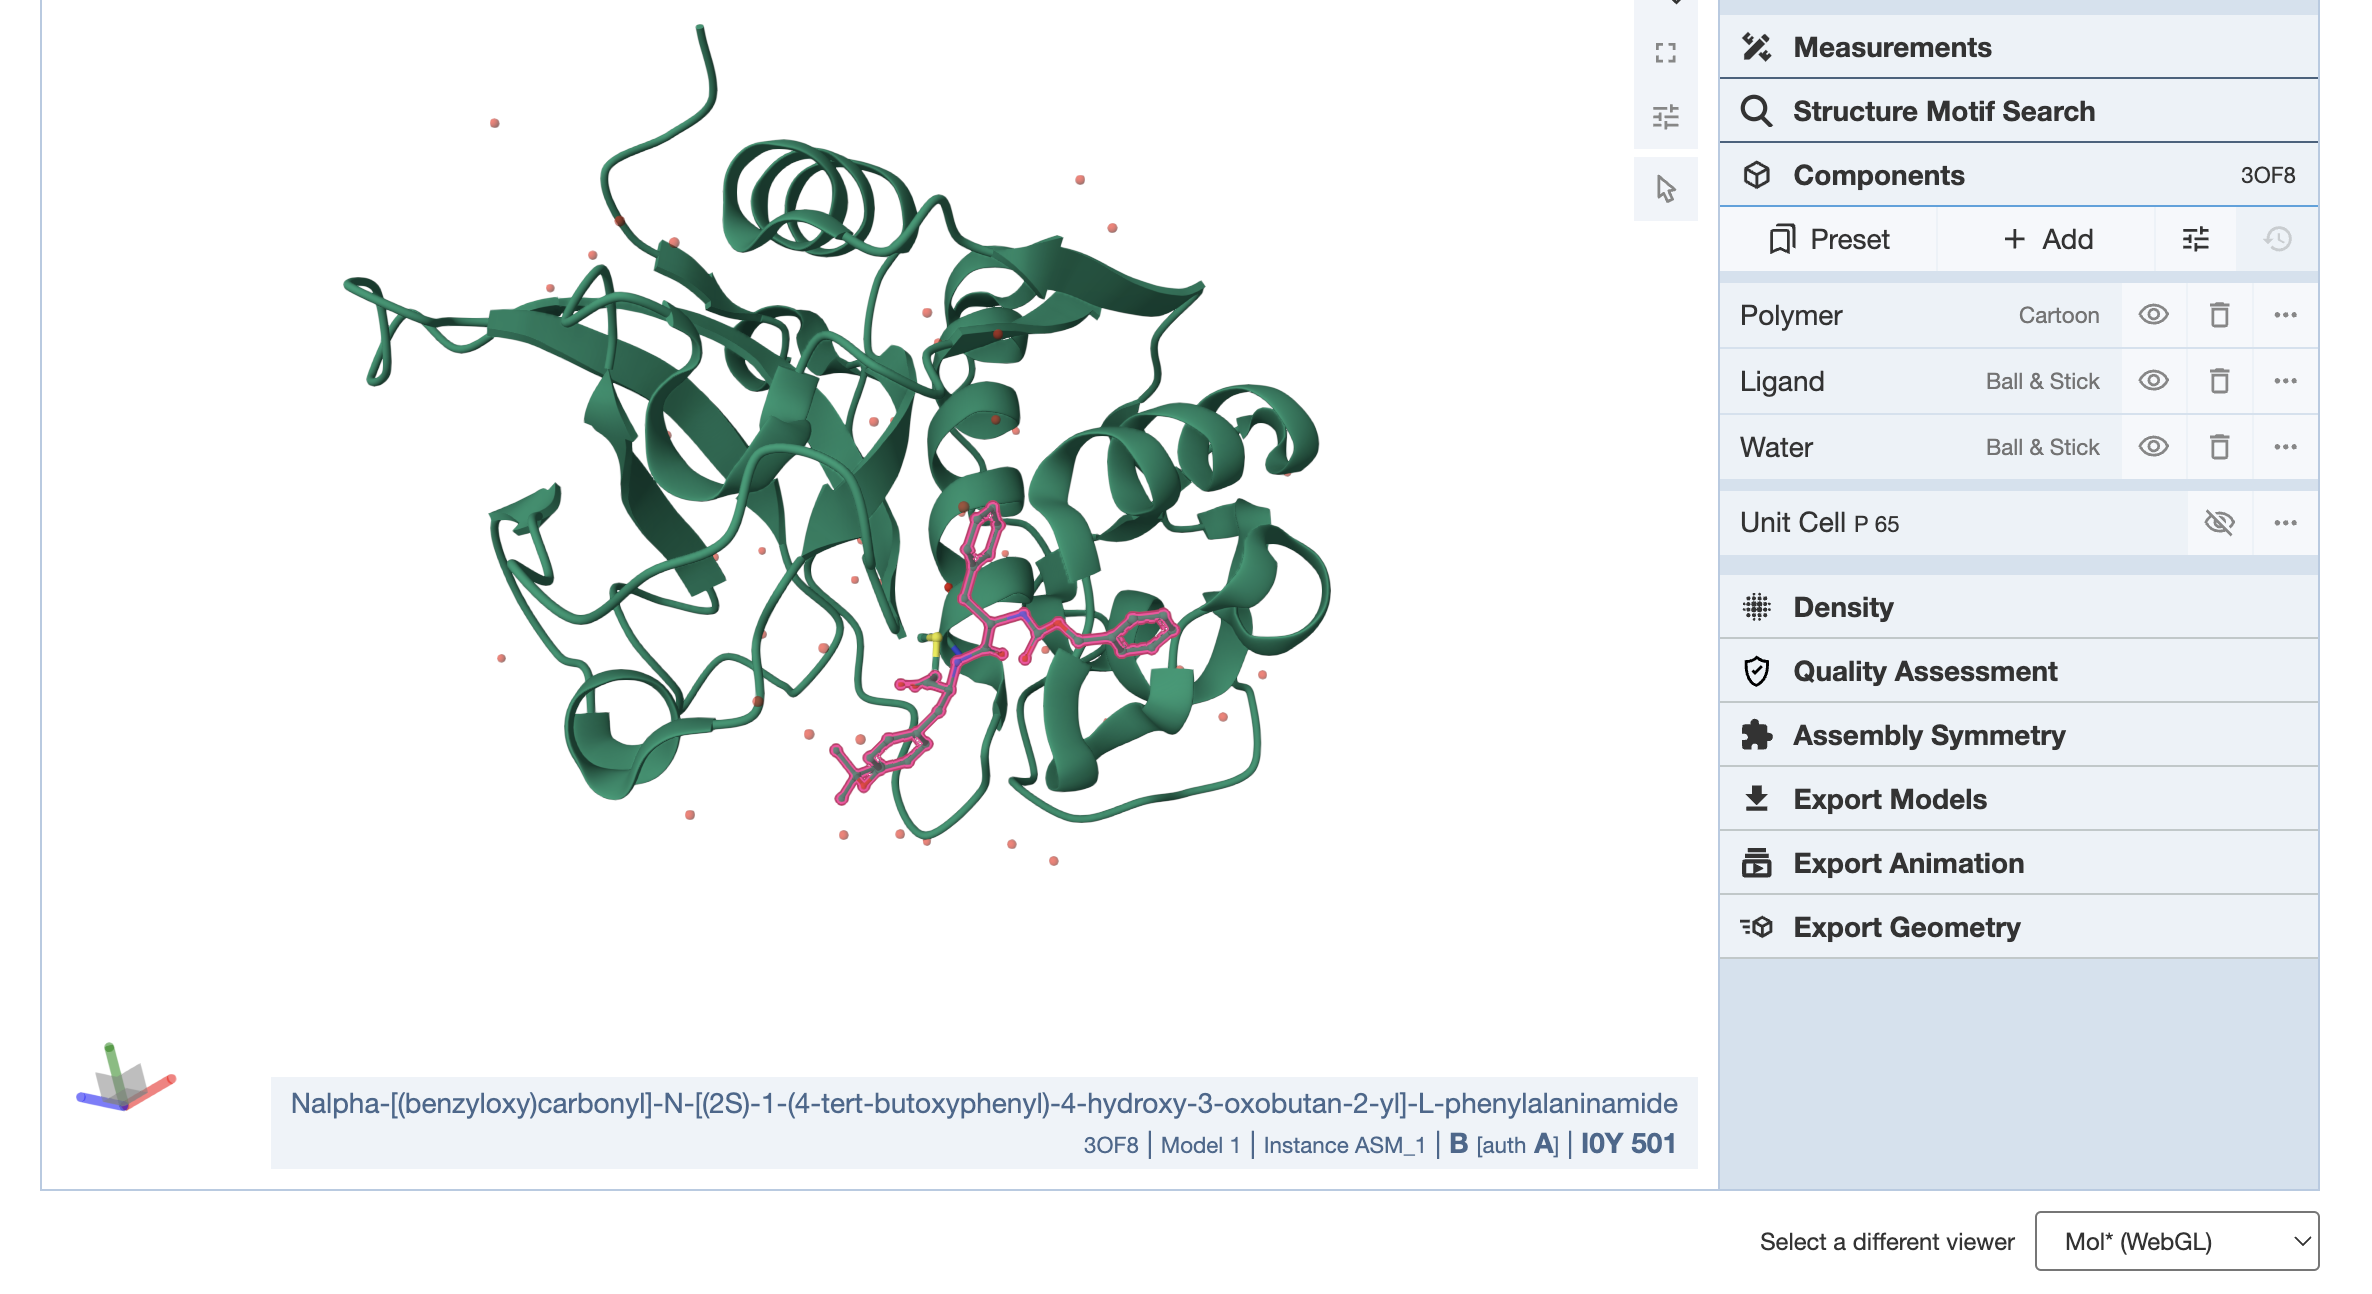 Measurements
Structure Motif Search
Components 3OF8
Preset + Add
Polymer Cartoon
Ligand Ball & Stick
Water Ball & Stick
Unit Cell P 65
Density
Quality Assessment
Assembly Symmetry
Export Models
Export Animation
Export Geometry
Nalpha-[(benzyloxy)carbonyl]-N-[(2S)-1-(4-tert-butoxyphenyl)-4-hydroxy-3-oxobutan-2-yl]-L-phenylalaninamide
3OF8 | Model 1 | Instance ASM_1 | B [auth A] | I0Y 501
Select a different viewer Mol* (WebGL)